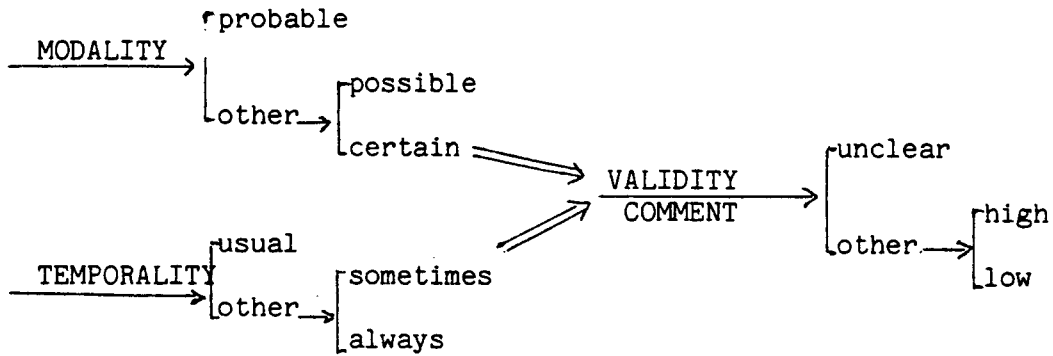 probable
MODALITY
possible
other
certain
unclear
VALIDITY
COMMENT
high
usual
other
sometimes
low
TEMPORALITY
other
always